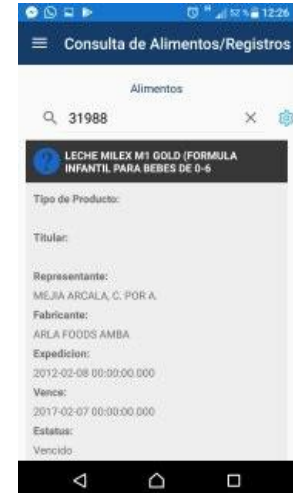 52% 12:26
Consulta de Alimentos/Registros
Alimentos
31988
LECHE MILEX M1 GOLD (FORMULA
INFANTIL PARA BEBES DE 0-6
Tipo de Producto:
Titular:
Representante:
MEJIA ARCALA, C. POR A.
Fabricante:
ARLA FOODS AMBA
Expedicion:
2012-02-08 00:00:00.000
Vence:
2017-02-07 00:00:00.000
Estatus:
Vencido